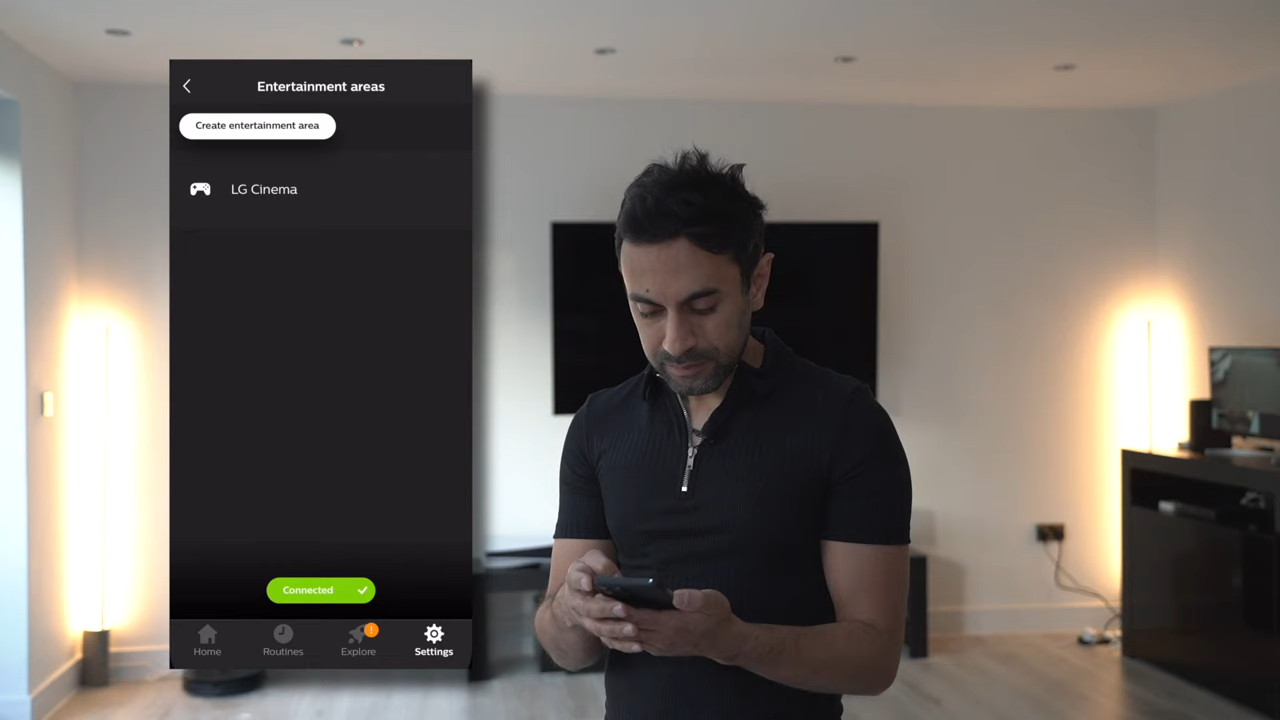 Entertainment areas
Create entertainment area
LG Cinema
Connected
Home
Routines
Explore
Settings